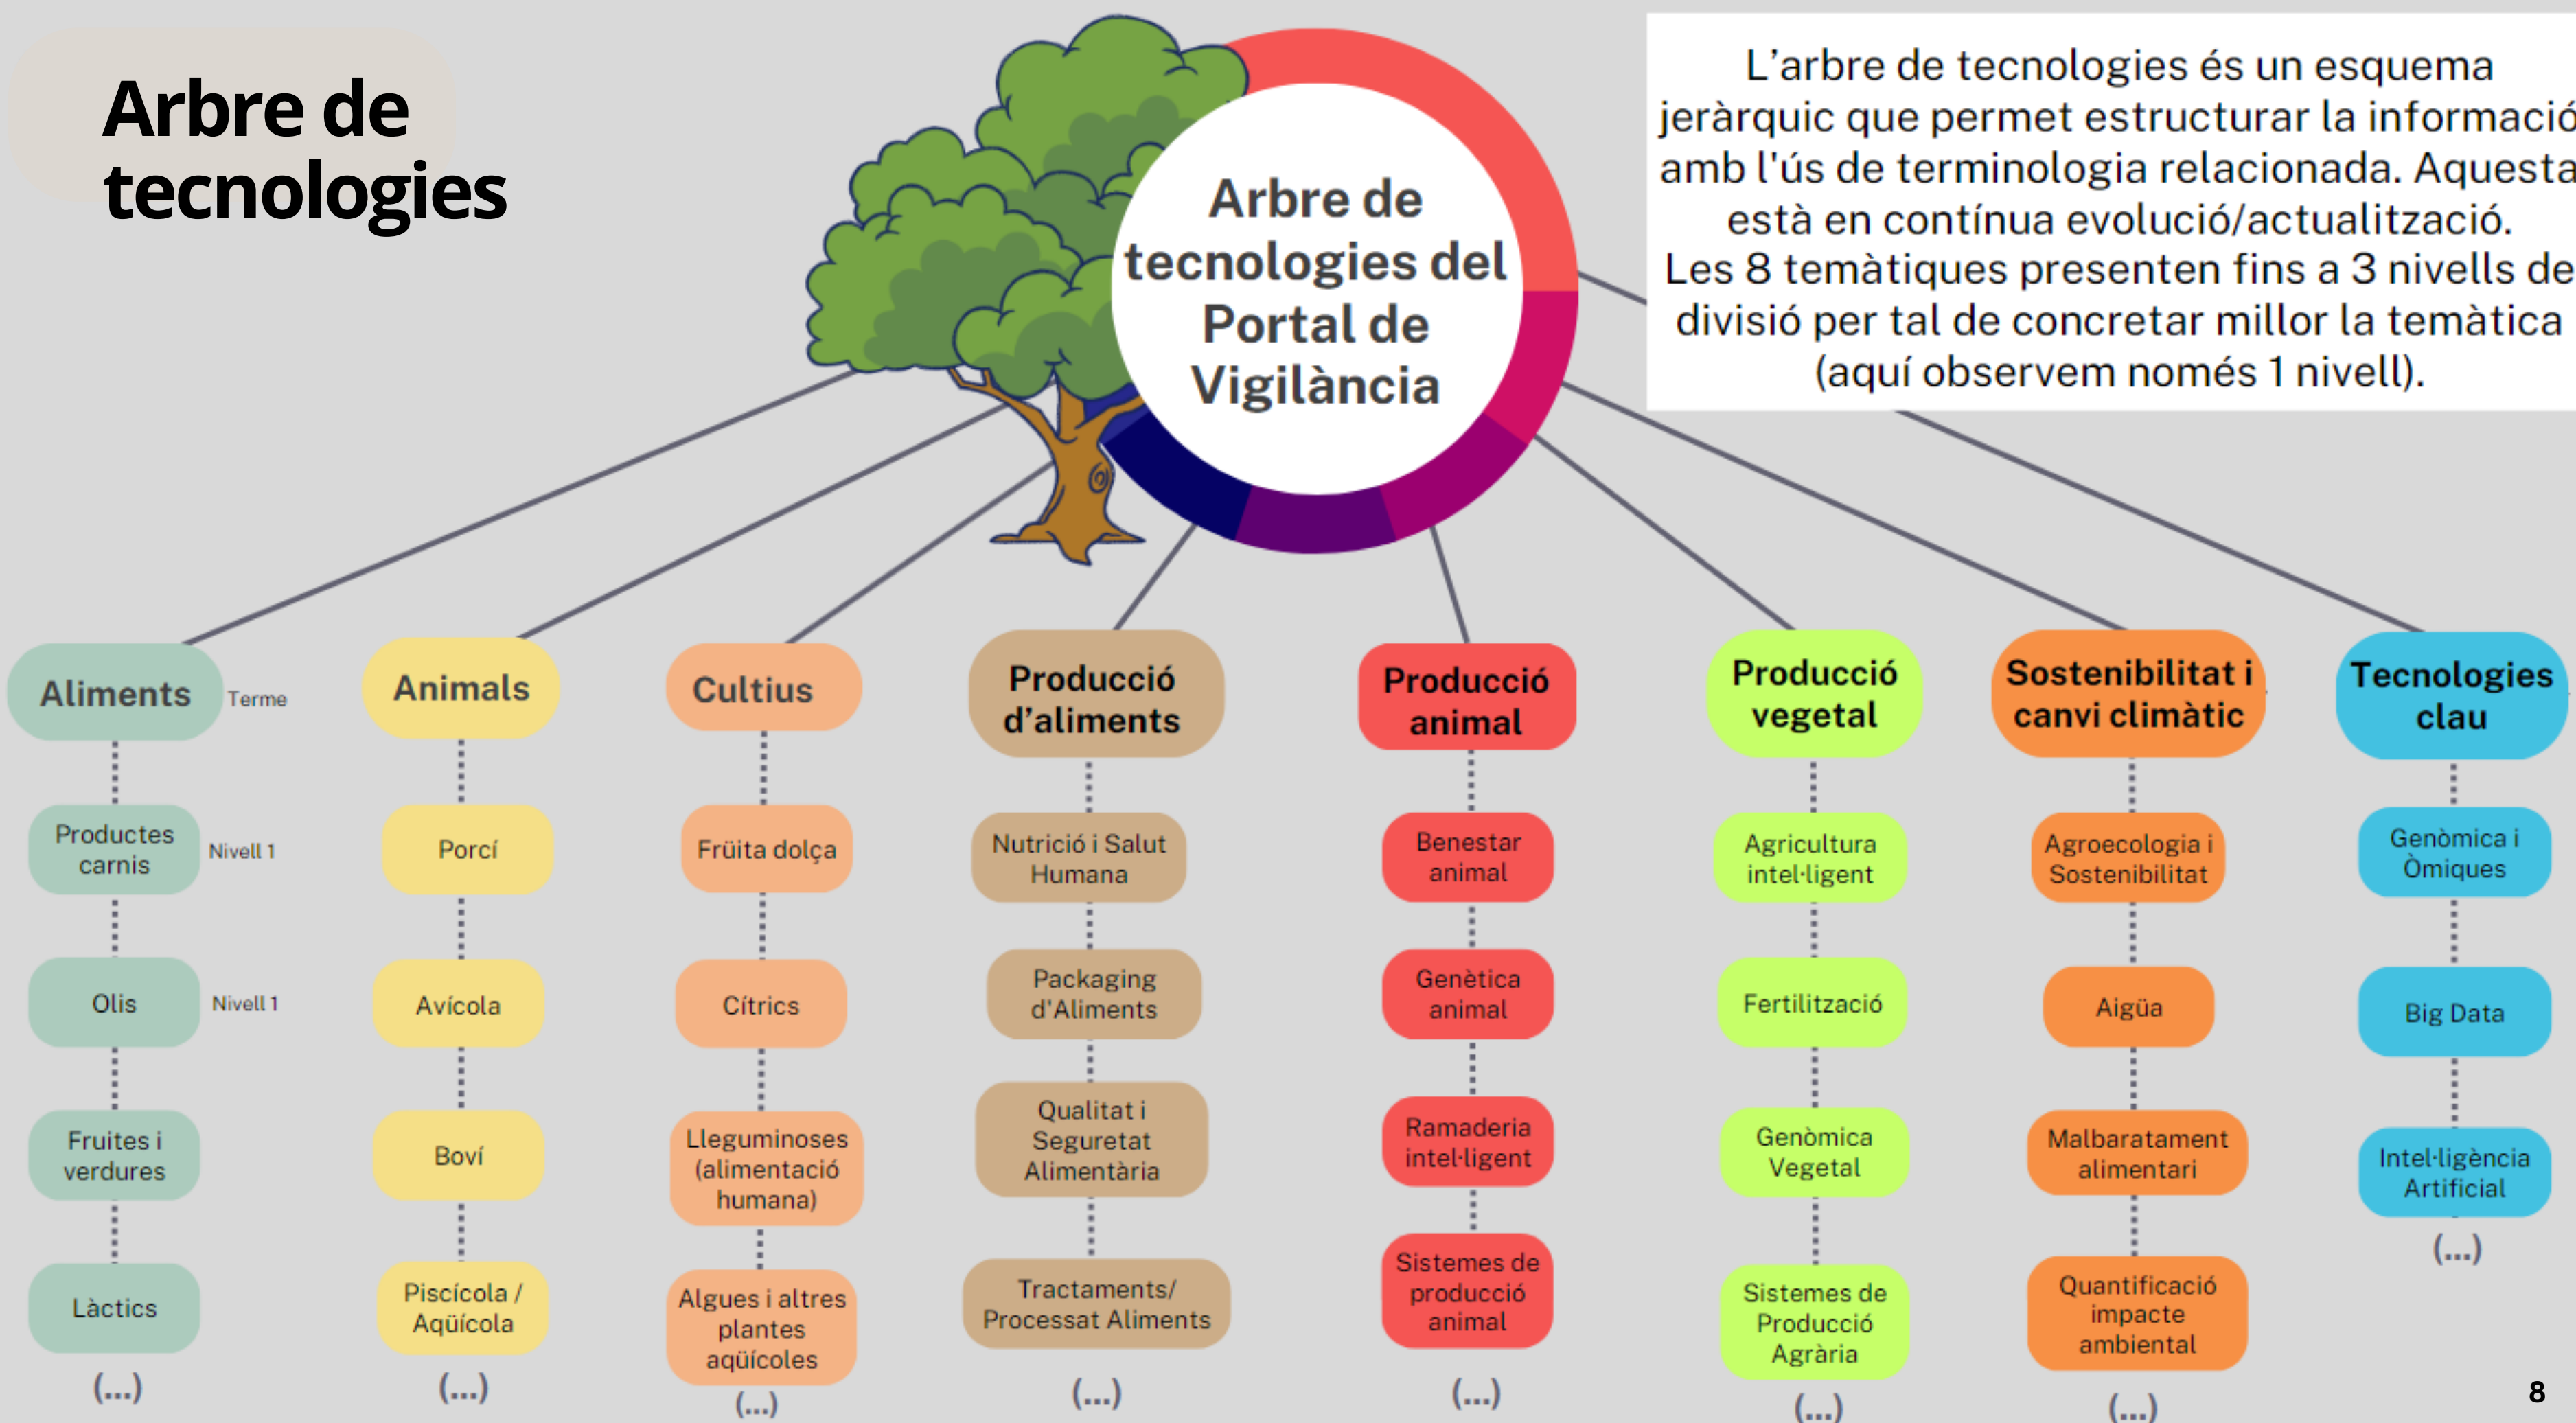 Arbre de
tecnologies
Arbre de
tecnologies del
Portal de
Vigilància
L’arbre de tecnologies és un esquema
jeràrquic que permet estructurar la informació
amb l'ús de terminologia relacionada. Aquesta
està en contínua evolució/actualització.
Les 8 temàtiques presenten fins a 3 nivells de
divisió per tal de concretar millor la temàtica
(aquí observem només 1 nivell).
Aliments
Terme
Productes
carnis
Nivell 1
Olis
Nivell 1
Fruites i
verdures
Làctics
(...)
Animals
Porcí
Avícola
Boví
Piscícola /
Aqüícola
(...)
Cultius
Früita dolça
Cítrics
Lleguminoses
(alimentació
humana)
Algues i altres
plantes
aqüícoles
(...)
Producció
d’aliments
Nutrició i Salut
Humana
Packaging
d'Aliments
Qualitat i
Seguretat
Alimentària
Tractaments/
Processat Aliments
(...)
Producció
animal
Benestar
animal
Genètica
animal
Ramaderia
intel·ligent
Sistemes de
producció
animal
(...)
Producció
vegetal
Agricultura
intel·ligent
Fertilització
Genòmica
Vegetal
Sistemes de
Producció
Agrària
(...)
Sostenibilitat i
canvi climàtic
Agroecologia i
Sostenibilitat
Aigüa
Malbaratament
alimentari
Quantificació
impacte
ambiental
(...)
Tecnologies
clau
Genòmica i
Òmiques
Big Data
Intel·ligència
Artificial
(...)
8